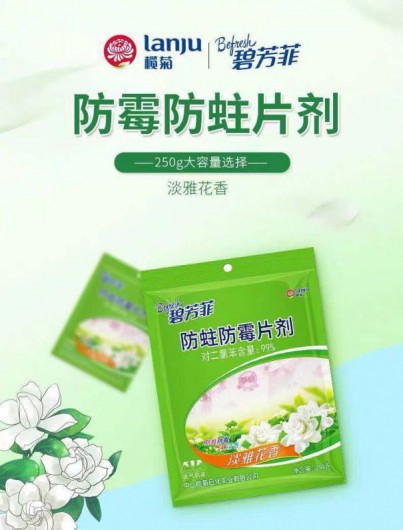 lanju
榄菊
Befresh
碧芳菲
防霉防蛀片剂
250g大容量选择
淡雅花香
Befresh
碧芳菲
防蛀防霉片剂
对二氯苯含量:99%
淡雅花香